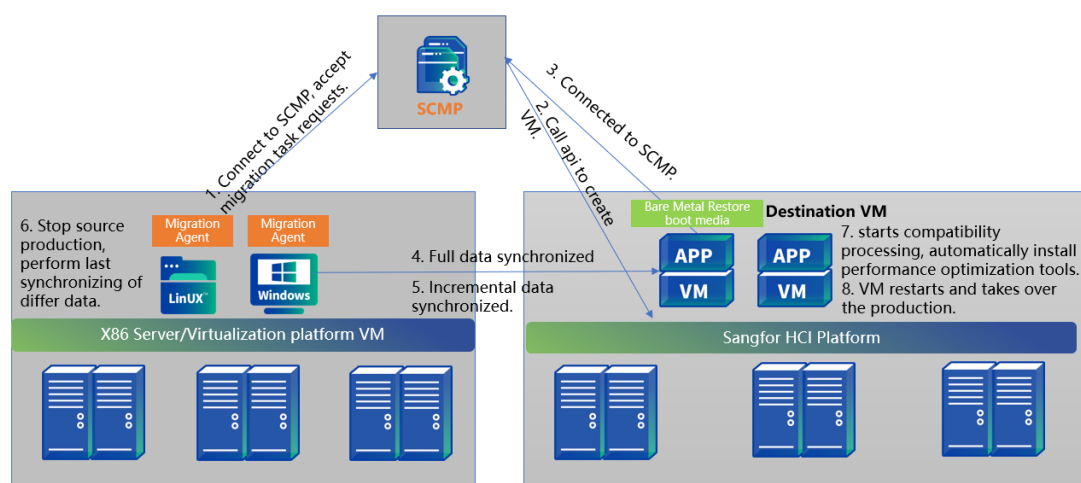 SCMP
1. Connect to SCMP, accept
migration task requests.
2. Call api to create
VM.
3. Connected to SCMP.
6. Stop source
production,
perform last
synchronizing of
differ data.
Migration
Agent
Migration
Agent
LinUX™
Windows
4. Full data synchronized
5. Incremental data
synchronized.
X86 Server/Virtualization platform VM
Bare Metal Restore
boot media
Destination VM
APP
VM
APP
VM
7. starts compatibility
processing, automatically install
performance optimization tools.
8. VM restarts and takes over
the production.
Sangfor HCI Platform